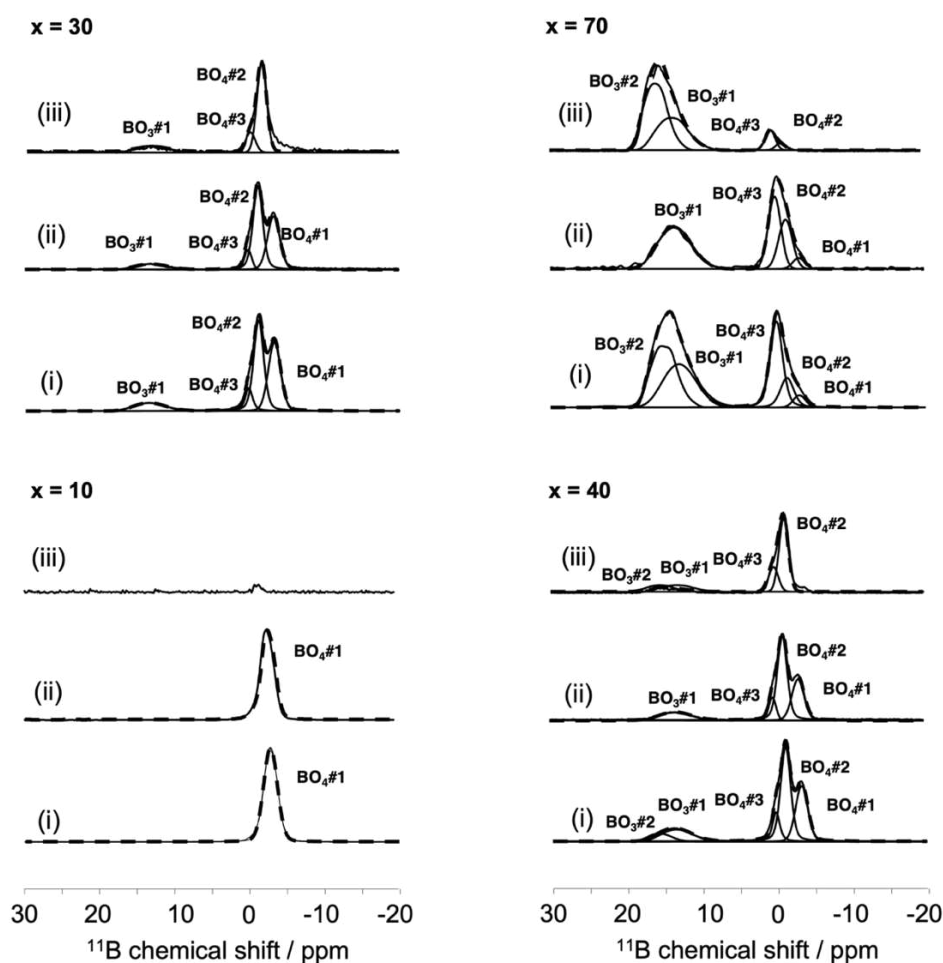 x = 30
(iii)
BO₃#1
BO₄#2
BO₄#3
(ii)
BO₃#1
BO₄#2
BO₄#3
BO₄#1
(i)
BO₃#1
BO₄#2
BO₄#3
BO₄#1
x = 70
(iii)
BO₃#2
BO₃#1
BO₄#3
BO₄#2
(ii)
BO₃#1
BO₄#3
BO₄#2
BO₄#1
(i)
BO₃#2
BO₃#1
BO₄#3
BO₄#2
BO₄#1
x = 10
(iii)
(ii)
BO₄#1
(i)
BO₄#1
30 20 10 0 -10 -20
¹¹B chemical shift / ppm
x = 40
(iii)
BO₃#2
BO₃#1
BO₄#3
BO₄#2
(ii)
BO₃#1
BO₄#3
BO₄#2
BO₄#1
(i)
BO₃#2
BO₃#1
BO₄#3
BO₄#2
BO₄#1
30 20 10 0 -10 -20
¹¹B chemical shift / ppm